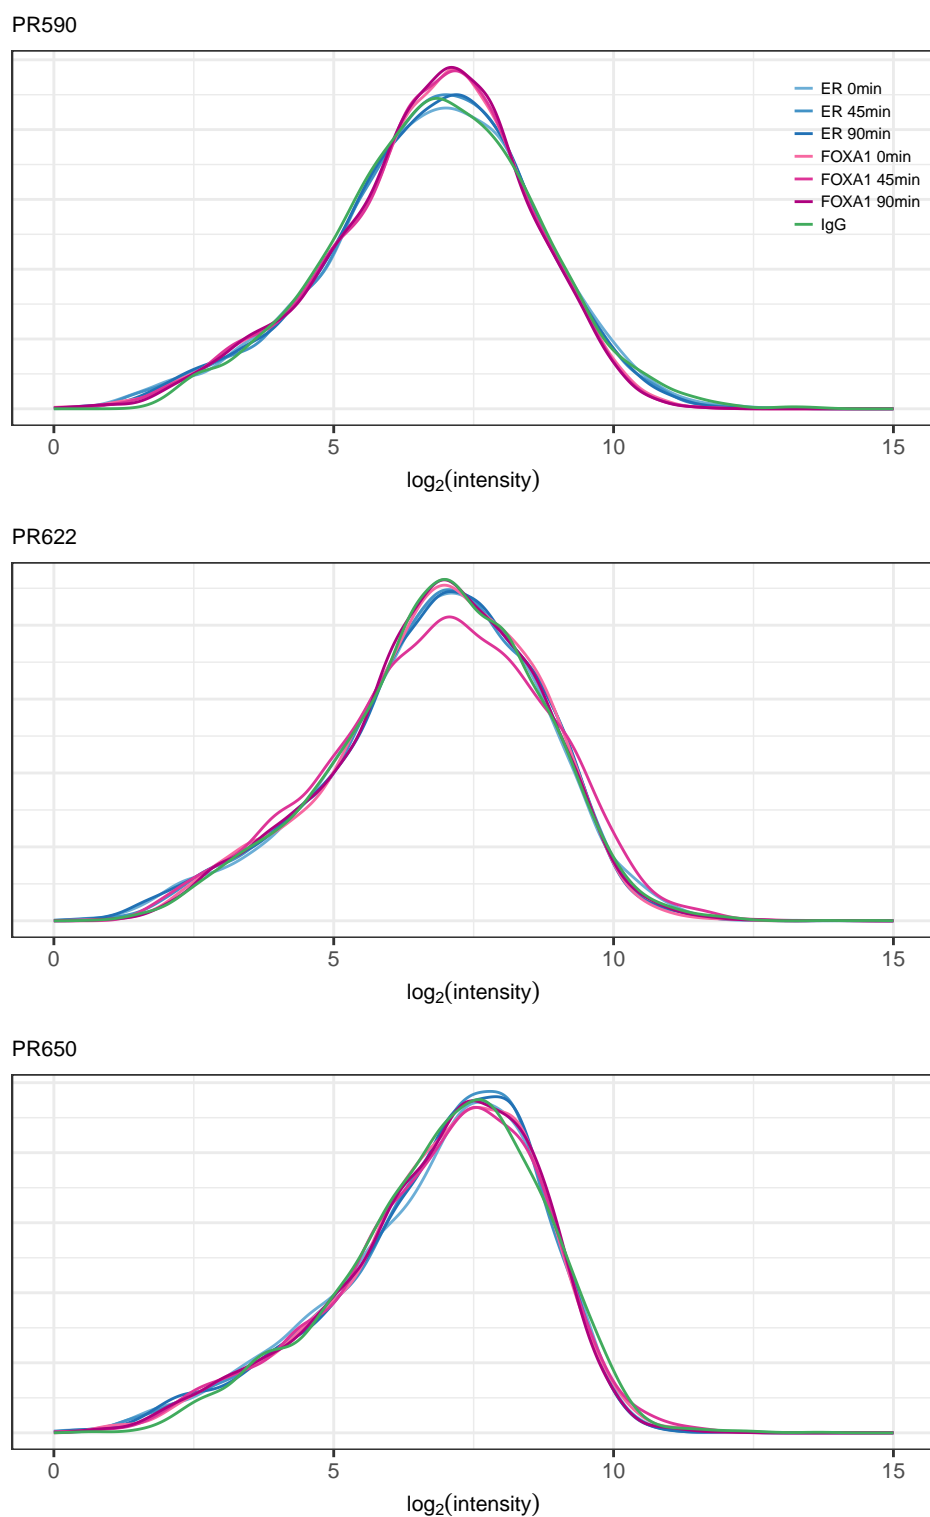 PR590
ER 0min
ER 45min
ER 90min
FOXA1 0min
FOXA1 45min
FOXA1 90min
IgG
0 5 10 15
log₂(intensity)
PR622
0 5 10 15
log₂(intensity)
PR650
0 5 10 15
log₂(intensity)